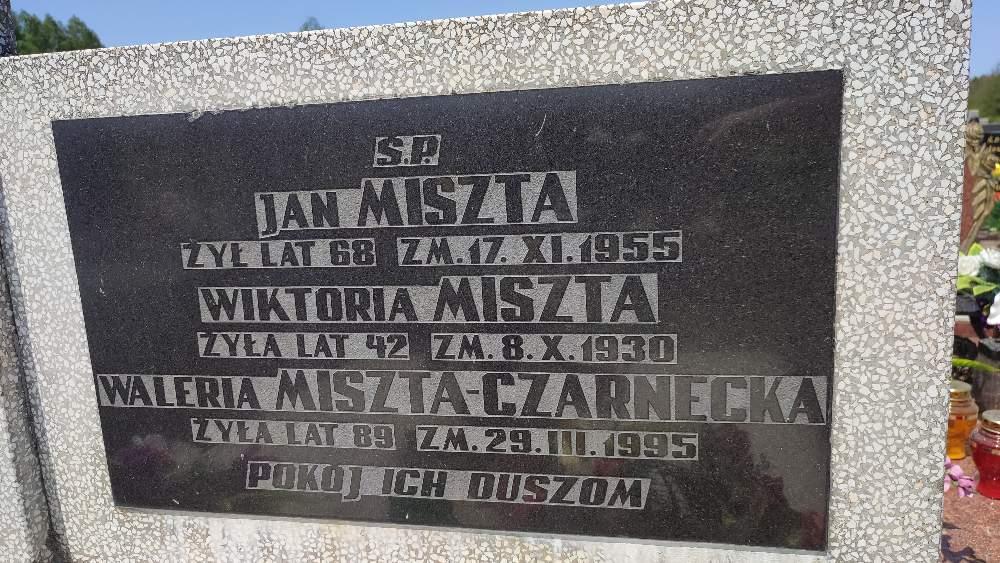 Ś.P.
JAN MISZTA
ŻYŁ LAT 68 ZM. 17. XI. 1955
WIKTORIA MISZTA
ŻYŁA LAT 42 ZM. 8. X. 1930
WALERIA MISZTA-CZARNECKA
ŻYŁA LAT 89 ZM. 29. III. 1995
POKÓJ ICH DUSZOM